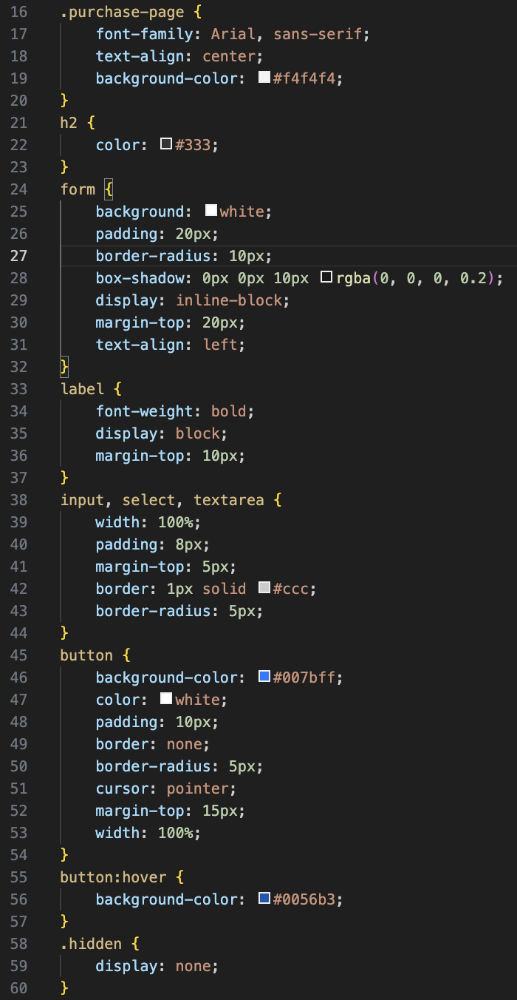 16 .purchase-page {
17     font-family: Arial, sans-serif;
18     text-align: center;
19     background-color: #f4f4f4;
20 }
21 h2 {
22     color: #333;
23 }
24 form {
25     background: white;
26     padding: 20px;
27     border-radius: 10px;
28     box-shadow: 0px 0px 10px rgba(0, 0, 0, 0.2);
29     display: inline-block;
30     margin-top: 20px;
31     text-align: left;
32 }
33 label {
34     font-weight: bold;
35     display: block;
36     margin-top: 10px;
37 }
38 input, select, textarea {
39     width: 100%;
40     padding: 8px;
41     margin-top: 5px;
42     border: 1px solid #ccc;
43     border-radius: 5px;
44 }
45 button {
46     background-color: #007bff;
47     color: white;
48     padding: 10px;
49     border: none;
50     border-radius: 5px;
51     cursor: pointer;
52     margin-top: 15px;
53     width: 100%;
54 }
55 button:hover {
56     background-color: #0056b3;
57 }
58 .hidden {
59     display: none;
60 }